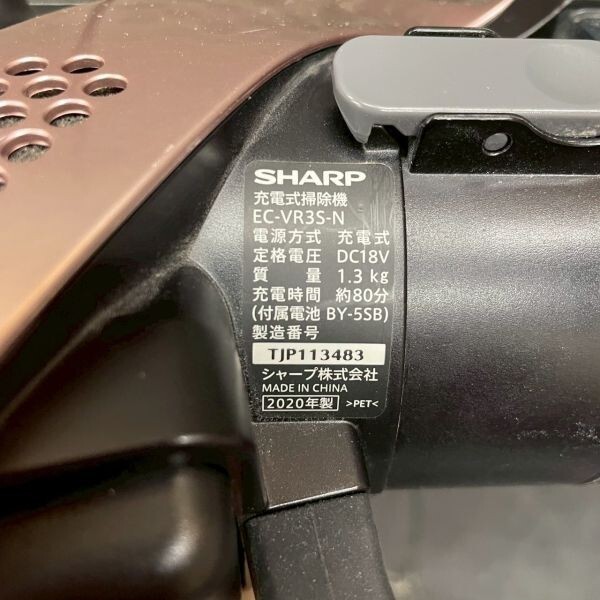 SHARP
充電式掃除機
EC-VR3S-N
電源方式 充電式
定格電圧 DC18V
質 量 1.3 kg
充電時間 約80分
(付属電池 BY-5SB)
製造番号
TJP113483
シャープ株式会社
MADE IN CHINA
2020年製 >PET<